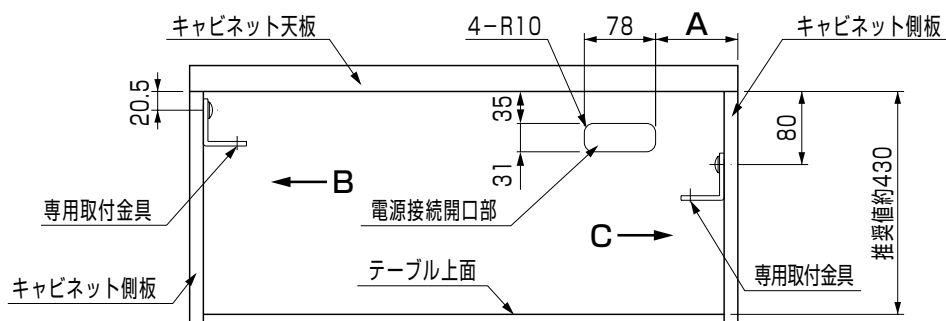 キャビネット天板
4-R10
78
A
キャビネット側板
20.5
35
31
80
B
専用取付金具
電源接続開口部
C
推奨値約430
キャビネット側板
テーブル上面
専用取付金具